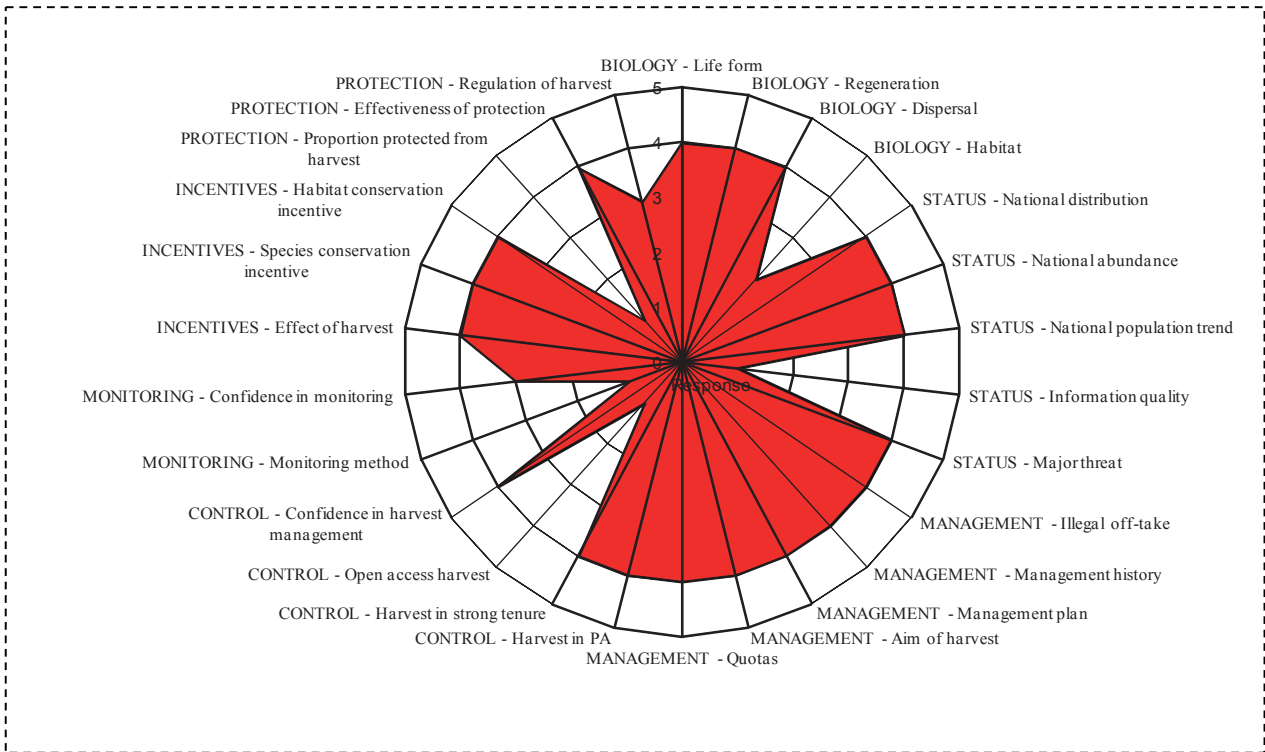 BIOLOGY - Life form
BIOLOGY - Regeneration
BIOLOGY - Dispersal
BIOLOGY - Habitat
STATUS - National distribution
STATUS - National abundance
STATUS - National population trend
STATUS - Information quality
STATUS - Major threat
MANAGEMENT - Illegal off-take
MANAGEMENT - Management history
MANAGEMENT - Management plan
MANAGEMENT - Aim of harvest
MANAGEMENT - Quotas
CONTROL - Harvest in PA
CONTROL - Harvest in strong tenure
CONTROL - Open access harvest
CONTROL - Confidence in harvest
management
MONITORING - Monitoring method
MONITORING - Confidence in monitoring
INCENTIVES - Effect of harvest
INCENTIVES - Species conservation
incentive
INCENTIVES - Habitat conservation
incentive
PROTECTION - Proportion protected from
harvest
PROTECTION - Effectiveness of protection
PROTECTION - Regulation of harvest
5
4
3
2
1
0
Response